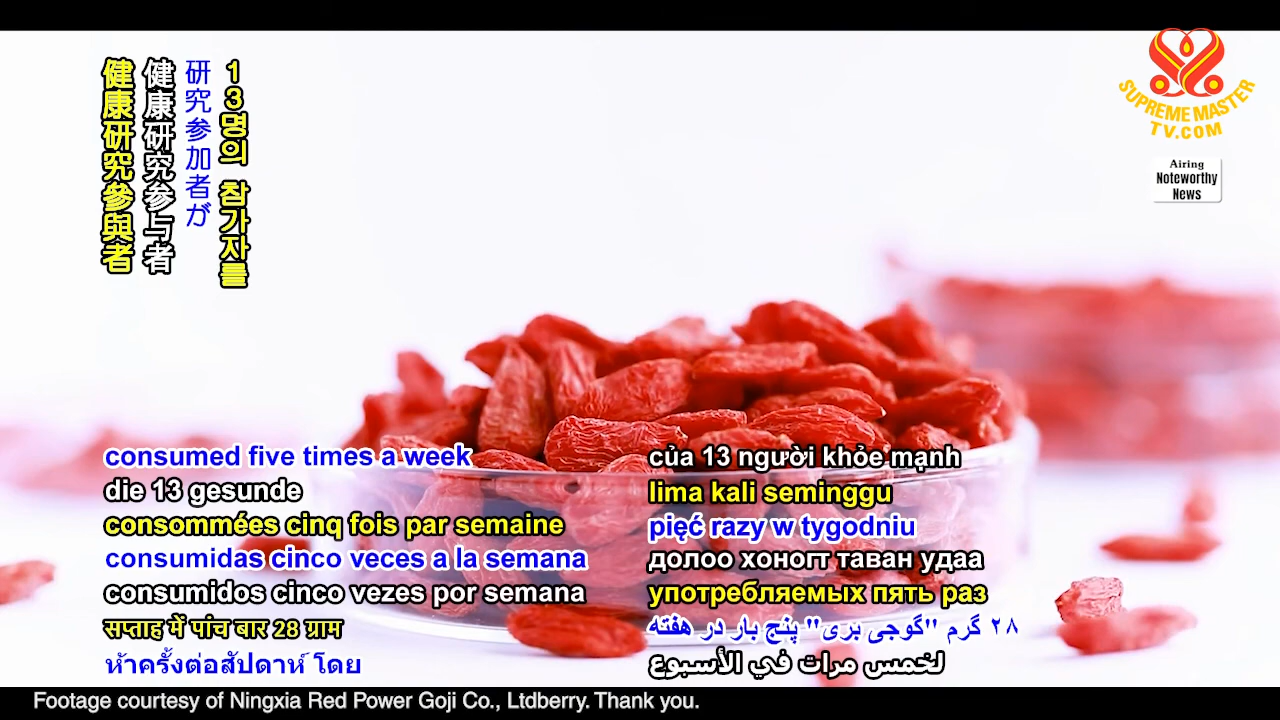 健康研究參與者
健康研究参与者
研究参加者が
13명의 참가자를
SUPREME MASTER
TV.COM
Airing
Noteworthy
News
consumed five times a week
die 13 gesunde
consommées cinq fois par semaine
consumidas cinco veces a la semana
consumidos cinco vezes por semana
सप्ताह में पांच बार 28 ग्राम
ห้าครั้งต่อสัปดาห์ โดย
của 13 người khỏe mạnh
lima kali seminggu
pięć razy w tygodniu
долоо хоногт таван удаа
употребляемых пять раз
۲۸ گرم "گوجی بری" پنج بار در هفته
لخمس مرات في الأسبوع
Footage courtesy of Ningxia Red Power Goji Co., Ltdberry. Thank you.